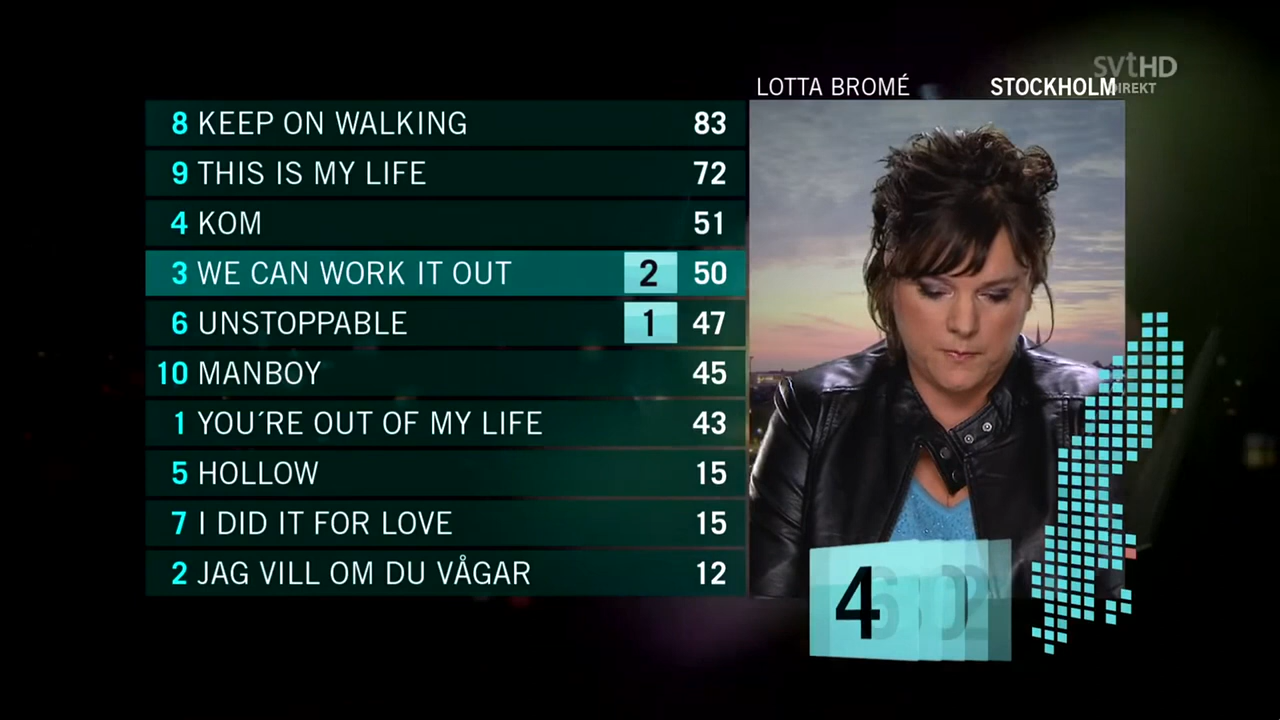 svtHD
DIREKT
LOTTA BROMÉ STOCKHOLM
8 KEEP ON WALKING 83
9 THIS IS MY LIFE 72
4 KOM 51
3 WE CAN WORK IT OUT 2 50
6 UNSTOPPABLE 1 47
10 MANBOY 45
1 YOU´RE OUT OF MY LIFE 43
5 HOLLOW 15
7 I DID IT FOR LOVE 15
2 JAG VILL OM DU VÅGAR 12
4